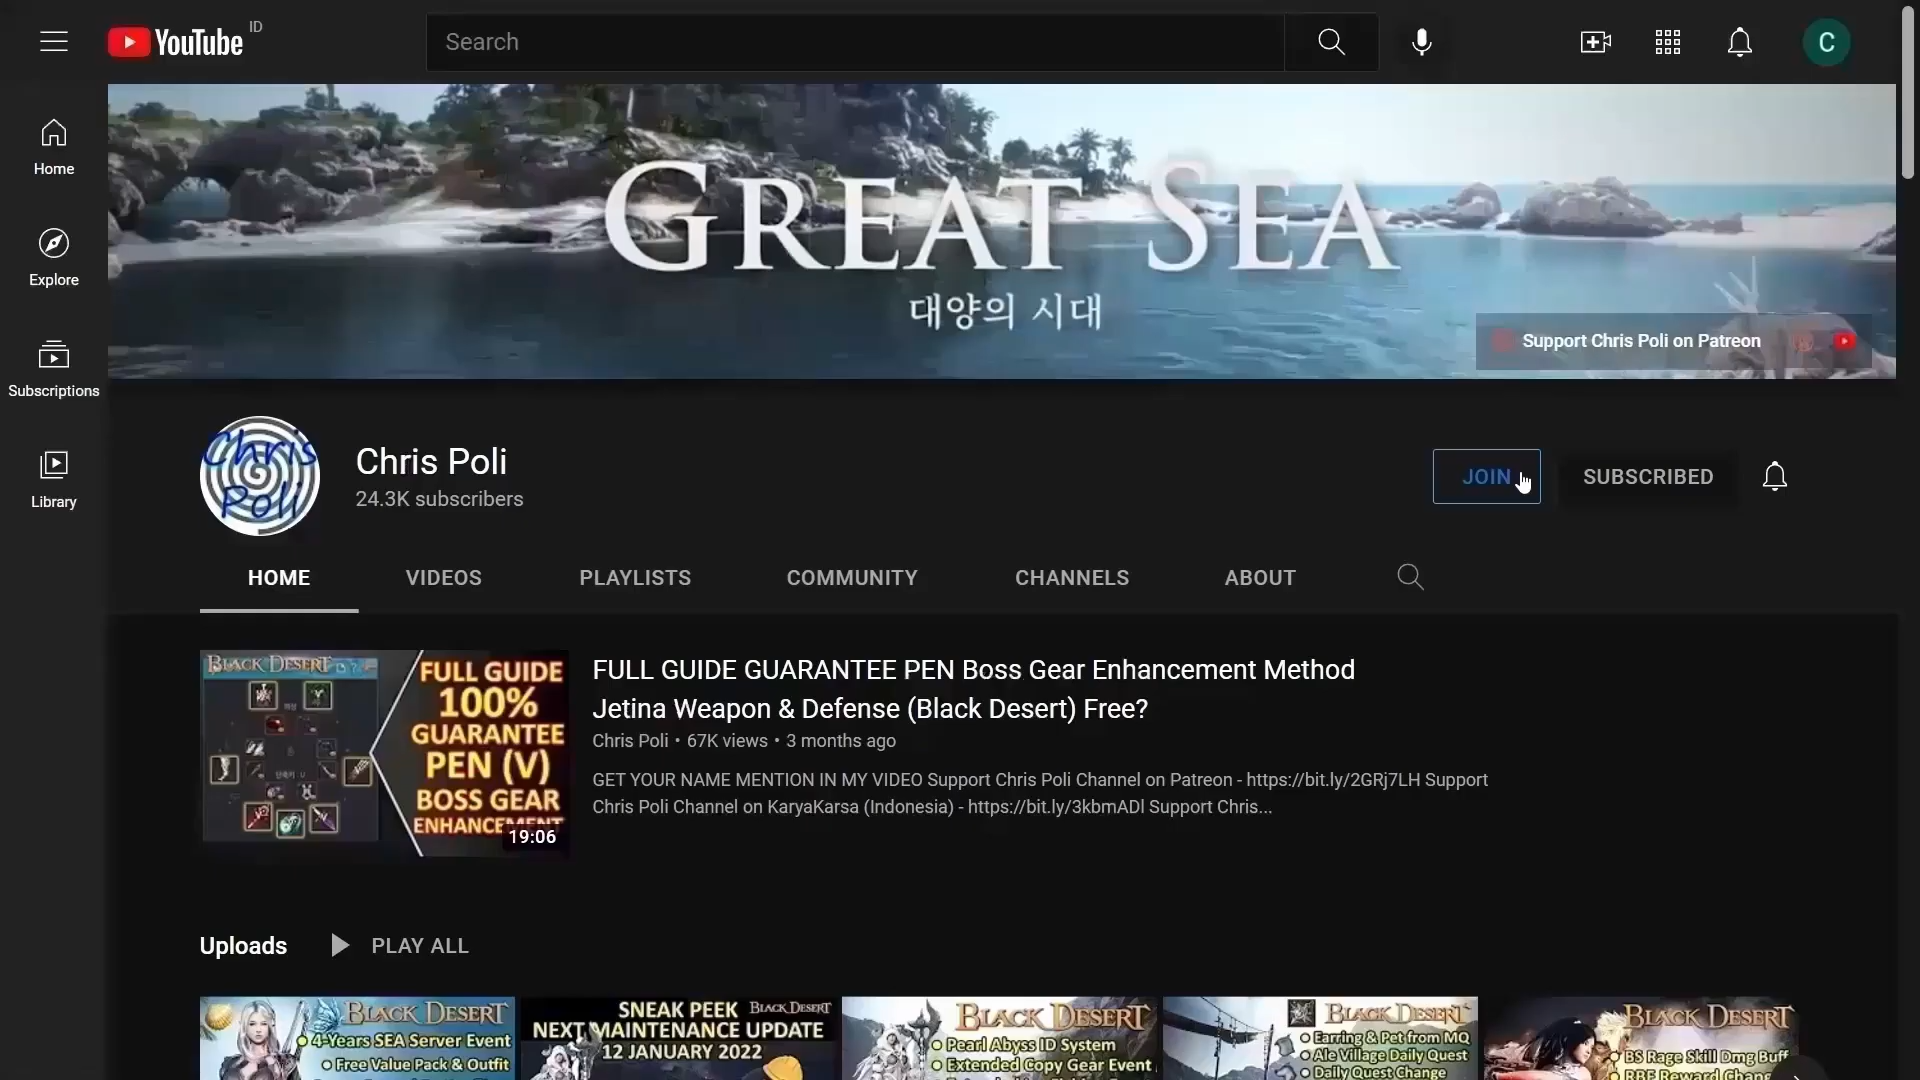 YouTube ID
Search
C
Home
Explore
Subscriptions
Library
GREAT SEA
대양의 시대
Support Chris Poli on Patreon
Chris Poli
Chris Poli
24.3K subscribers
JOIN
SUBSCRIBED
HOME
VIDEOS
PLAYLISTS
COMMUNITY
CHANNELS
ABOUT
BLACK DESERT
FULL GUIDE
100%
GUARANTEE
PEN (V)
BOSS GEAR
ENHANCEMENT
19:06
FULL GUIDE GUARANTEE PEN Boss Gear Enhancement Method
Jetina Weapon & Defense (Black Desert) Free?
Chris Poli • 67K views • 3 months ago
GET YOUR NAME MENTION IN MY VIDEO Support Chris Poli Channel on Patreon - https://bit.ly/2GRj7LH Support
Chris Poli Channel on KaryaKarsa (Indonesia) - https://bit.ly/3kbmADl Support Chris...
Uploads
PLAY ALL
BLACK DESERT
4-Years SEA Server Event
Free Value Pack & Outfit
SNEAK PEEK BLACK DESERT
NEXT MAINTENANCE UPDATE
12 JANUARY 2022
BLACK DESERT
Pearl Abyss ID System
Extended Copy Gear Event
BLACK DESERT
Earring & Pet from MQ
Ale Village Daily Quest
Daily Quest Change
BLACK DESERT
BS Rage Skill Dmg Buff
RBF Reward